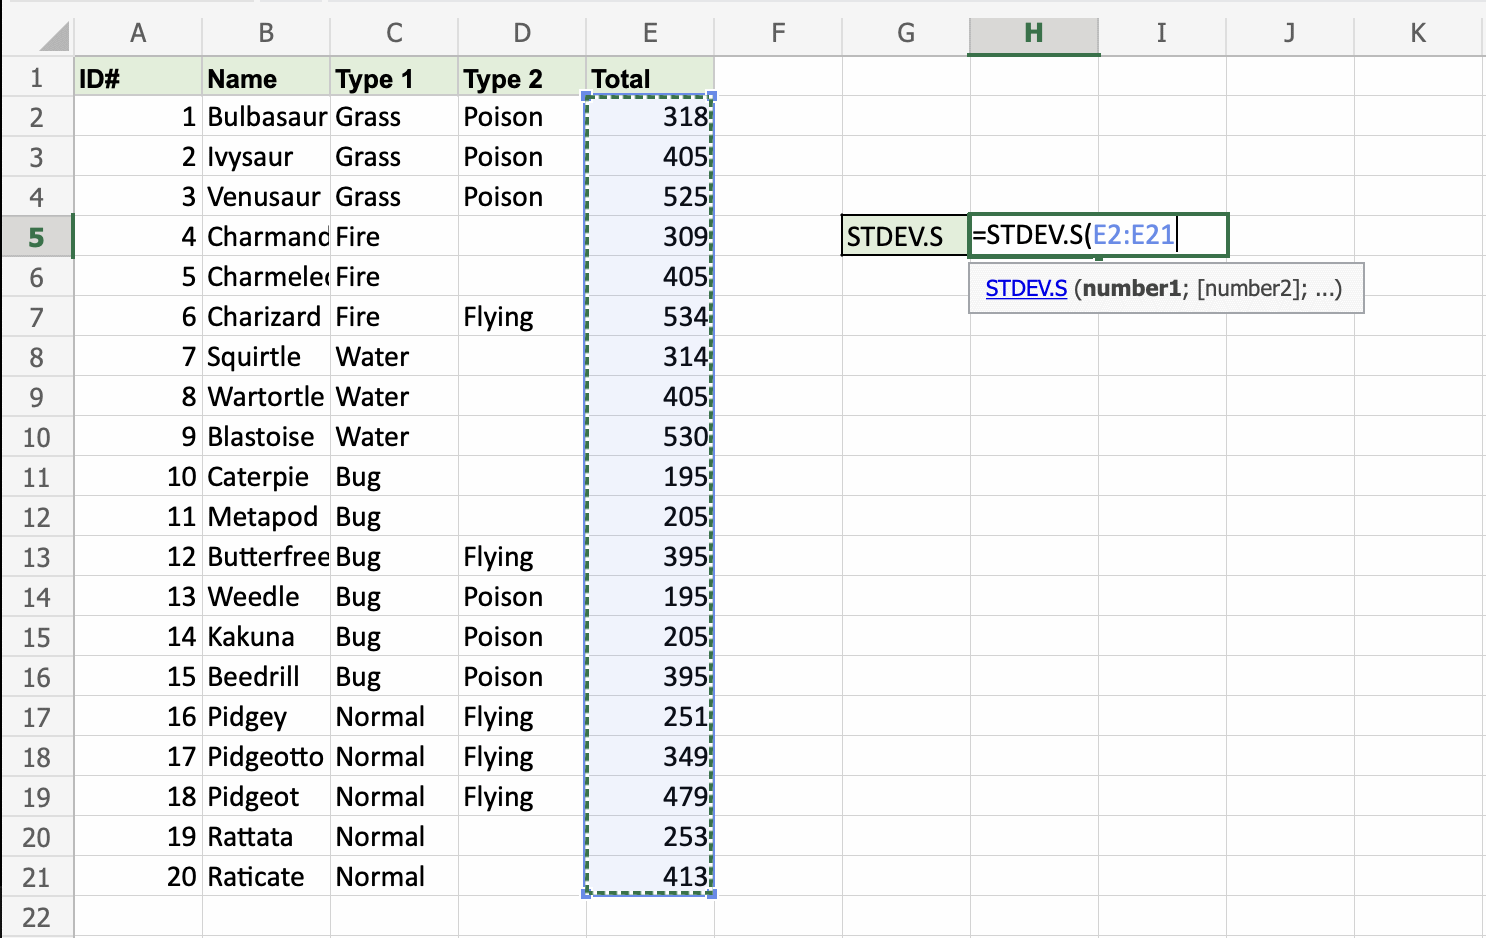 A B C D E F G H I J K
1 ID# Name Type 1 Type 2 Total
2 1 Bulbasaur Grass Poison 318
3 2 Ivysaur Grass Poison 405
4 3 Venusaur Grass Poison 525
5 4 Charmand Fire 309 STDEV.S =STDEV.S(E2:E21
6 5 Charmele Fire 405 STDEV.S (number1; [number2]; ...)
7 6 Charizard Fire Flying 534
8 7 Squirtle Water 314
9 8 Wartortle Water 405
10 9 Blastoise Water 530
11 10 Caterpie Bug 195
12 11 Metapod Bug 205
13 12 Butterfree Bug Flying 395
14 13 Weedle Bug Poison 195
15 14 Kakuna Bug Poison 205
16 15 Beedrill Bug Poison 395
17 16 Pidgey Normal Flying 251
18 17 Pidgeotto Normal Flying 349
19 18 Pidgeot Normal Flying 479
20 19 Rattata Normal 253
21 20 Raticate Normal 413
22